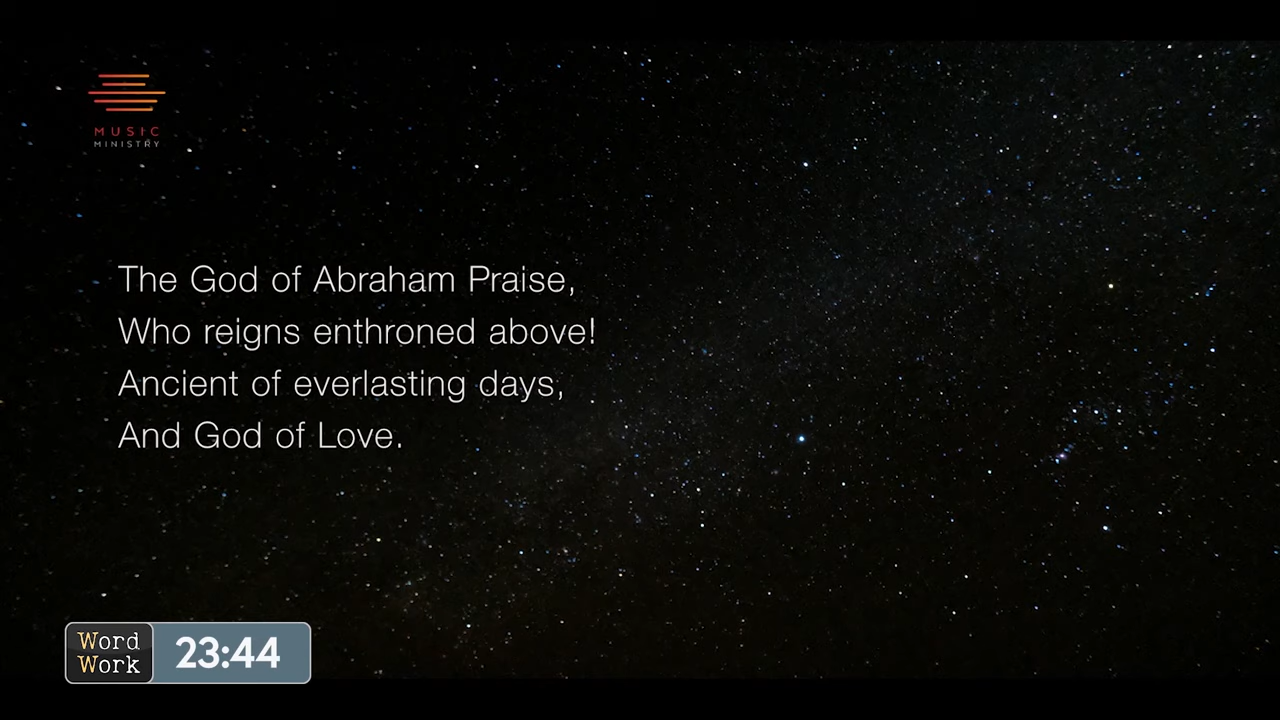 MUSIC
MINISTRY
The God of Abraham Praise,
Who reigns enthroned above!
Ancient of everlasting days,
And God of Love.
Word
Work
23:44